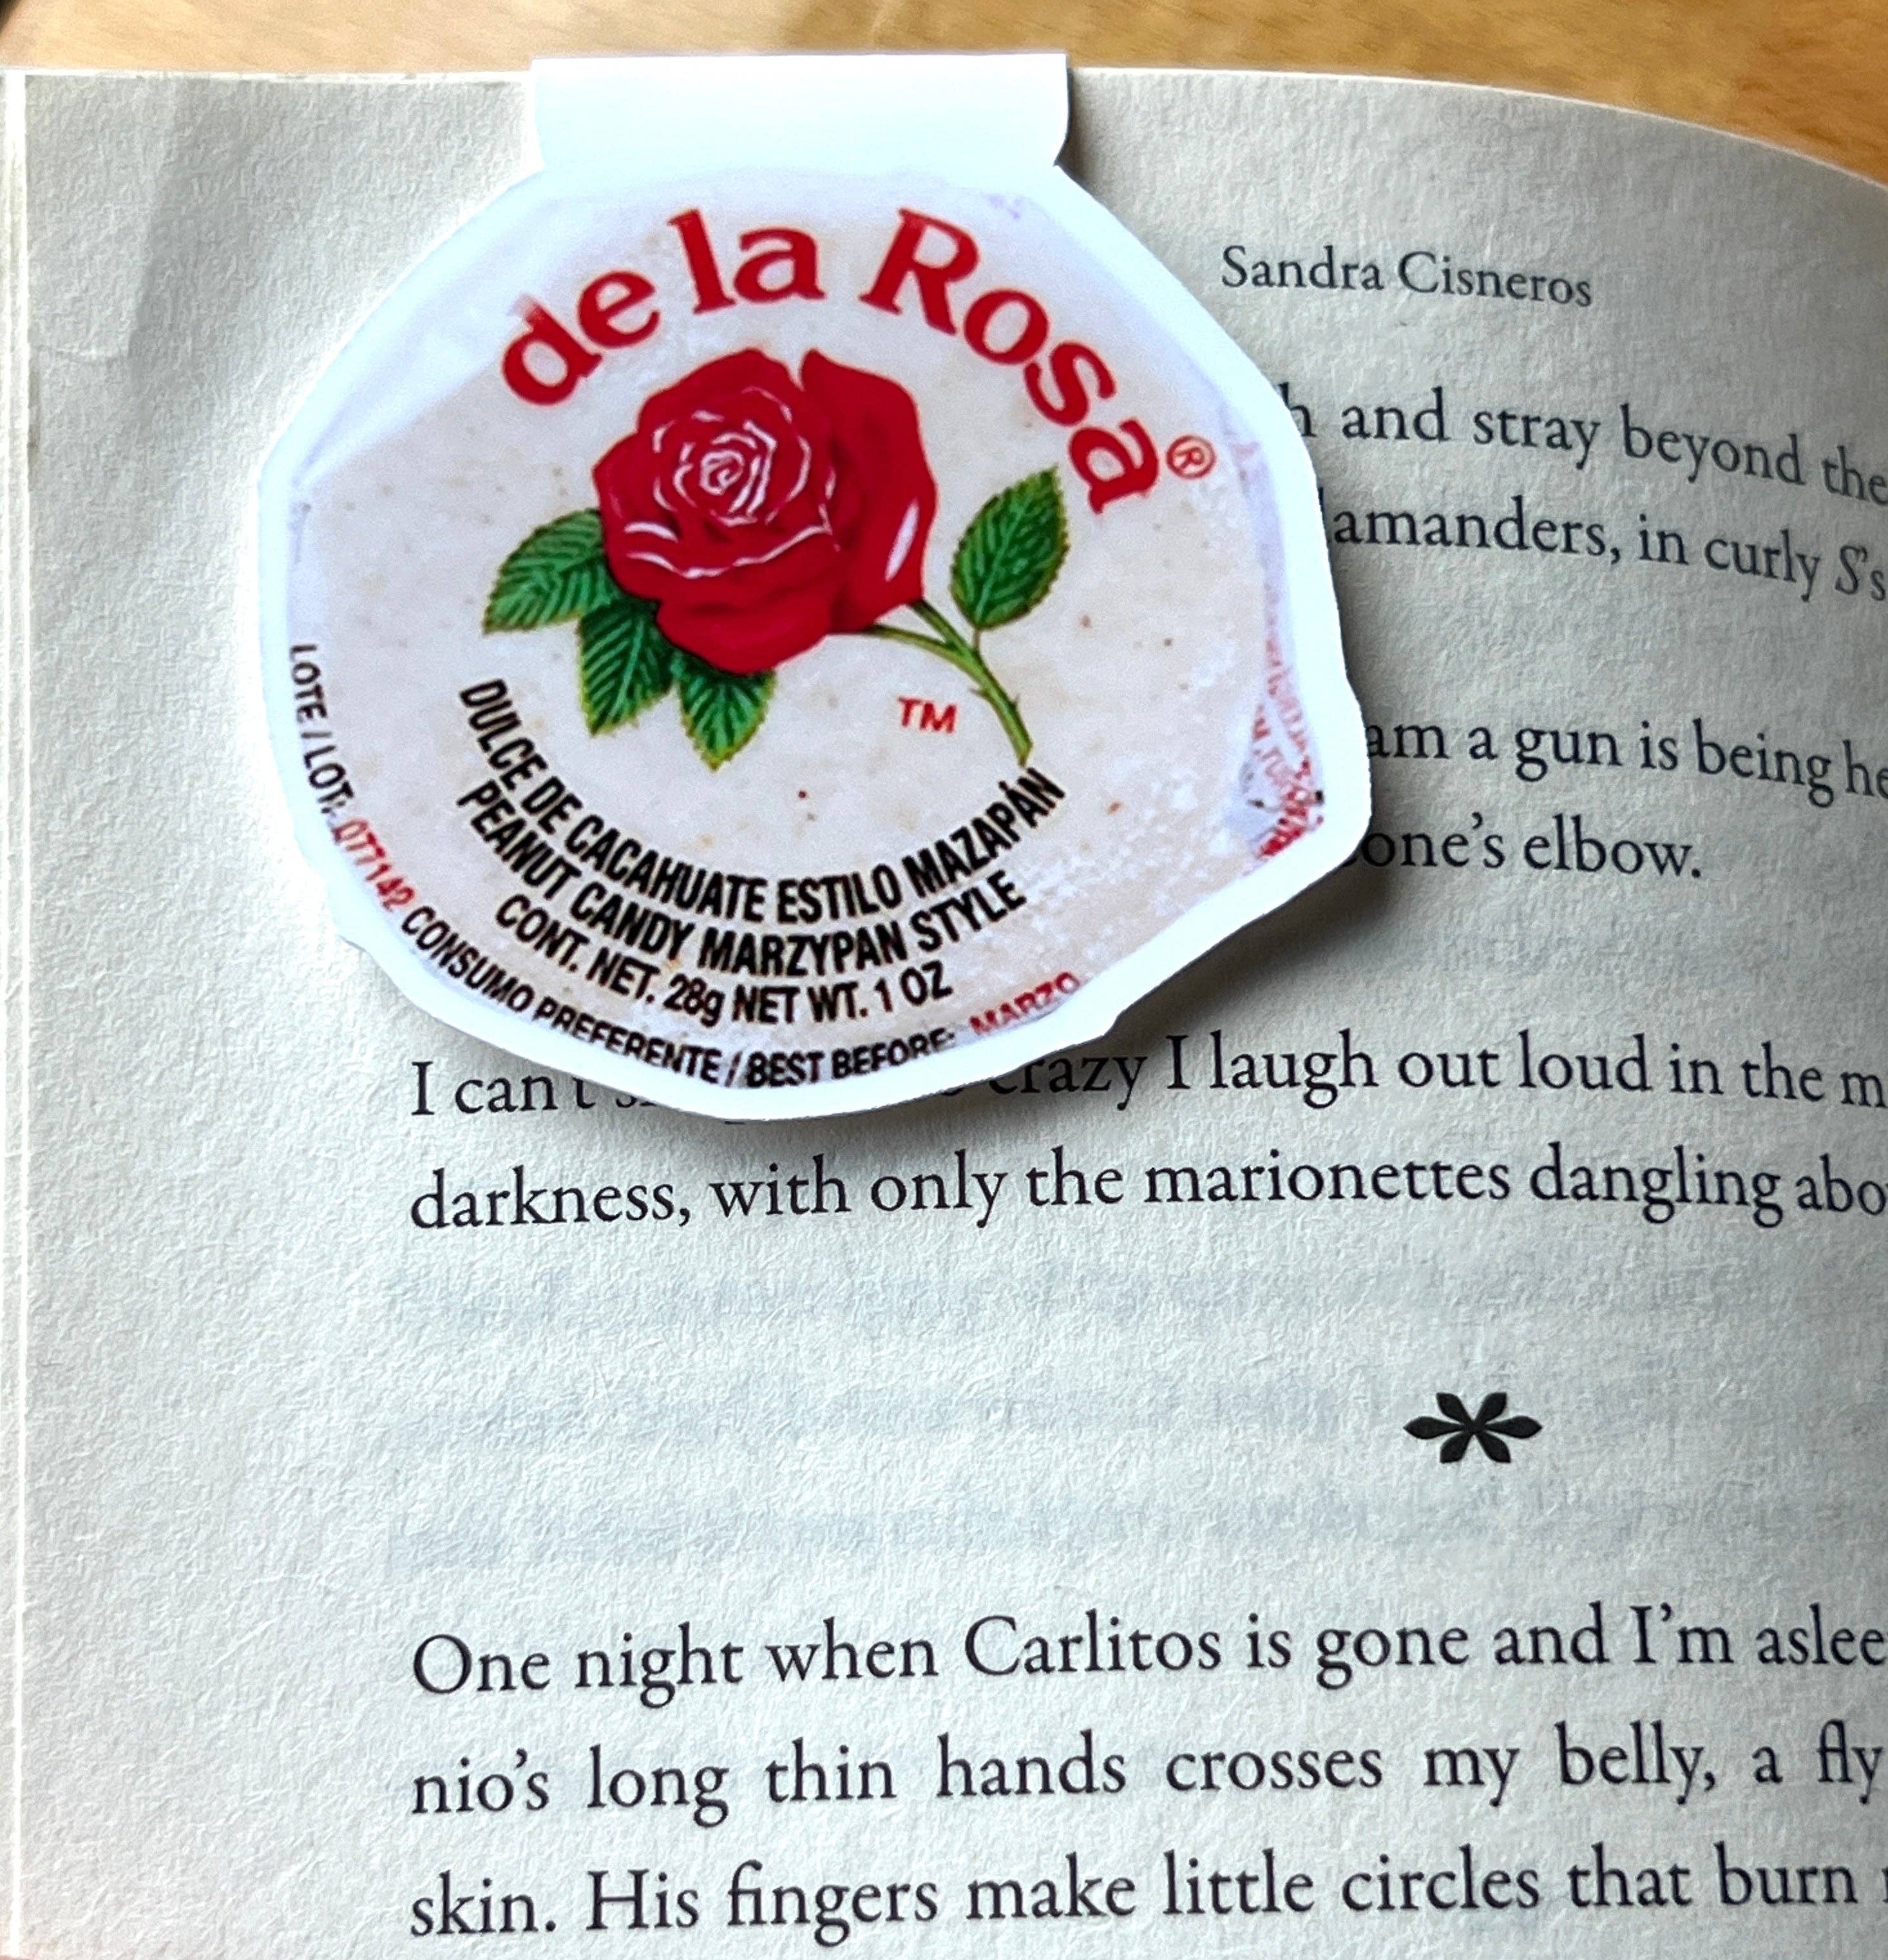 de la Rosa®
TM
DULCE DE CACAHUATE ESTILO MAZAPÁN
PEANUT CANDY MARZYPAN STYLE
CONT. NET. 28g NET WT. 1 OZ
LOTE / LOT: 077142 CONSUMO PREFERENTE / BEST BEFORE: MARZO
Sandra Cisneros
and stray beyond the
amanders, in curly S's
am a gun is being he
one's elbow.
I can't crazy I laugh out loud in the m
darkness, with only the marionettes dangling abo
One night when Carlitos is gone and I'm aslee
nio's long thin hands crosses my belly, a fly
skin. His fingers make little circles that burn